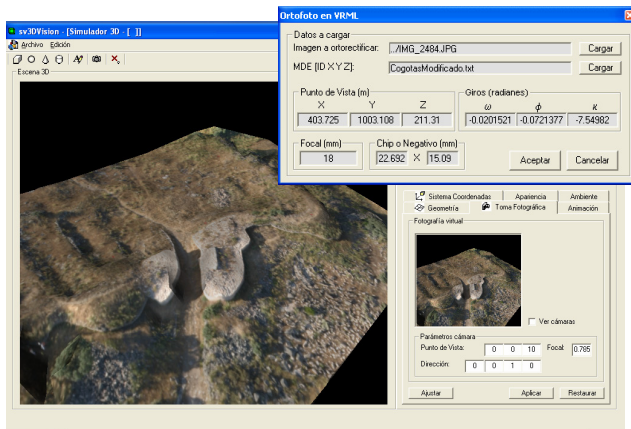 sv3DVision - [Simulador 3D - [ ]]
Archivo Edición
Escena 3D
Ortofoto en VRML
Datos a cargar
Imagen a ortorectificar: ../IMG_2484.JPG Cargar
MDE [ID X Y Z]: CogotasModificado.txt Cargar
Punto de Vista (m) Giros (radianes)
X Y Z ω ϕ κ
403.725 1003.108 211.31 -0.0201521 -0.0721377 -7.54982
Focal (mm) Chip o Negativo (mm)
18 22.692 X 15.09 Aceptar Cancelar
Sistema Coordenadas Apariencia Ambiente
Geometría Toma Fotográfica Animación
Fotografía virtual
Ver cámaras
Parámetros cámara
Punto de Vista: 0 0 10 Focal: 0.785
Dirección: 0 0 1 0
Ajustar Aplicar Restaurar